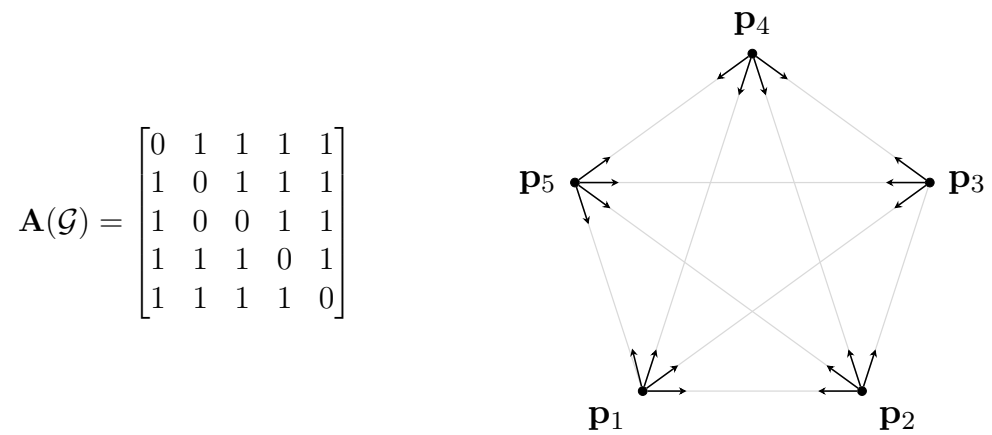 A(𝒢) =
0 1 1 1 1
1 0 1 1 1
1 0 0 1 1
1 1 1 0 1
1 1 1 1 0
p₄
p₅
p₃
p₁
p₂